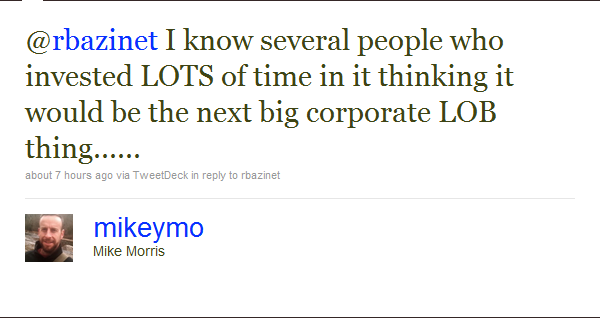 @rbazinet I know several people who
invested LOTS of time in it thinking it
would be the next big corporate LOB
thing......
about 7 hours ago via TweetDeck in reply to rbazinet
mikeymo
Mike Morris